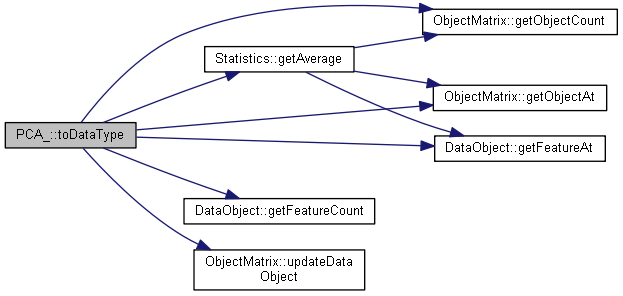 ObjectMatrix::getObjectCount
Statistics::getAverage
ObjectMatrix::getObjectAt
PCA_::toDataType
DataObject::getFeatureAt
DataObject::getFeatureCount
ObjectMatrix::updateData
Object